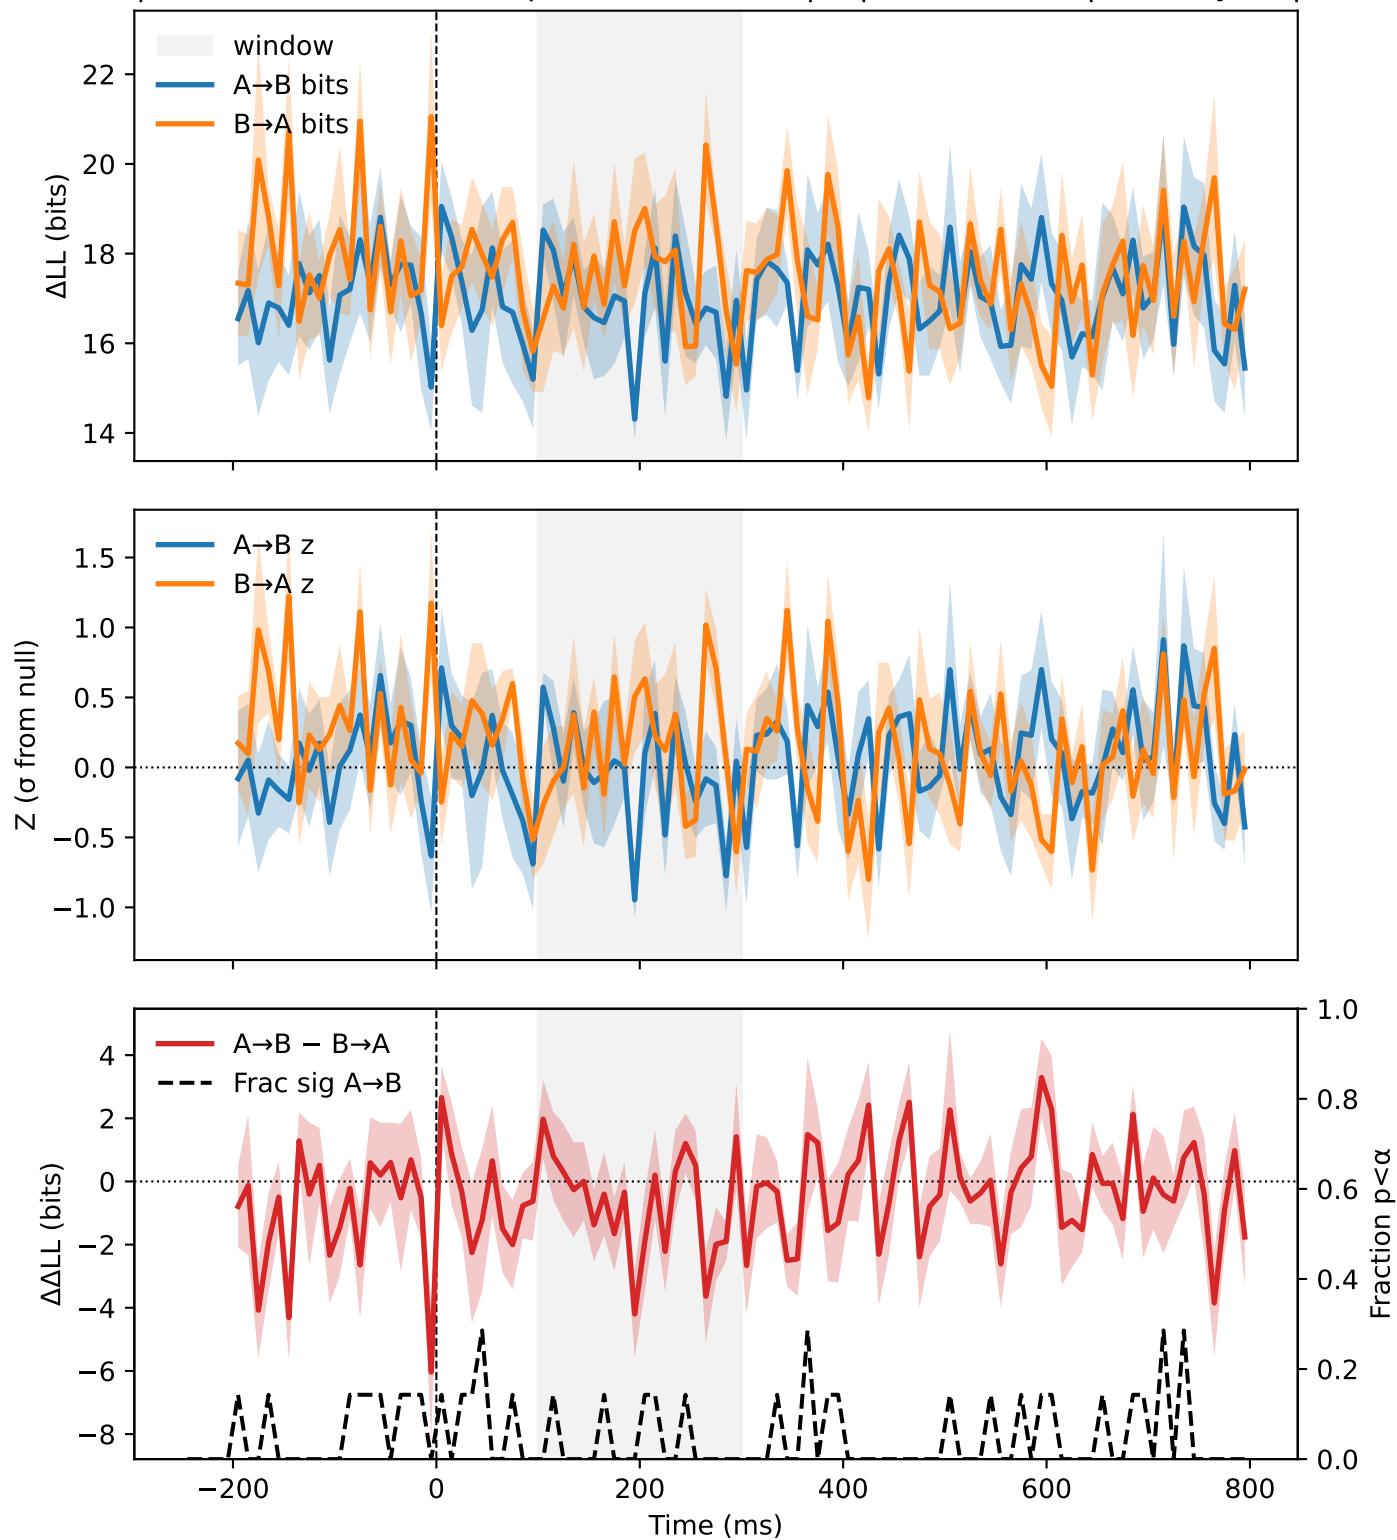 window
A→B bits
B→A bits
ΔLL (bits)
22
20
18
16
14
A→B z
B→A z
Z (σ from null)
1.5
1.0
0.5
0.0
−0.5
−1.0
A→B − B→A
Frac sig A→B
ΔΔLL (bits)
4
2
0
−2
−4
−6
−8
1.0
0.8
0.6
0.4
0.2
0.0
Fraction p<α
−200
0
200
400
600
800
Time (ms)